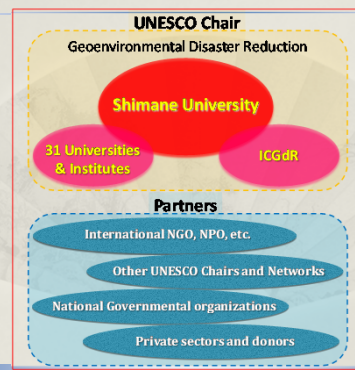 UNESCO Chair
Geoenvironmental Disaster Reduction
Shimane University
31 Universities
& Institutes
ICGdR
Partners
International NGO, NPO, etc.
Other UNESCO Chairs and Networks
National Governmental organizations
Private sectors and donors